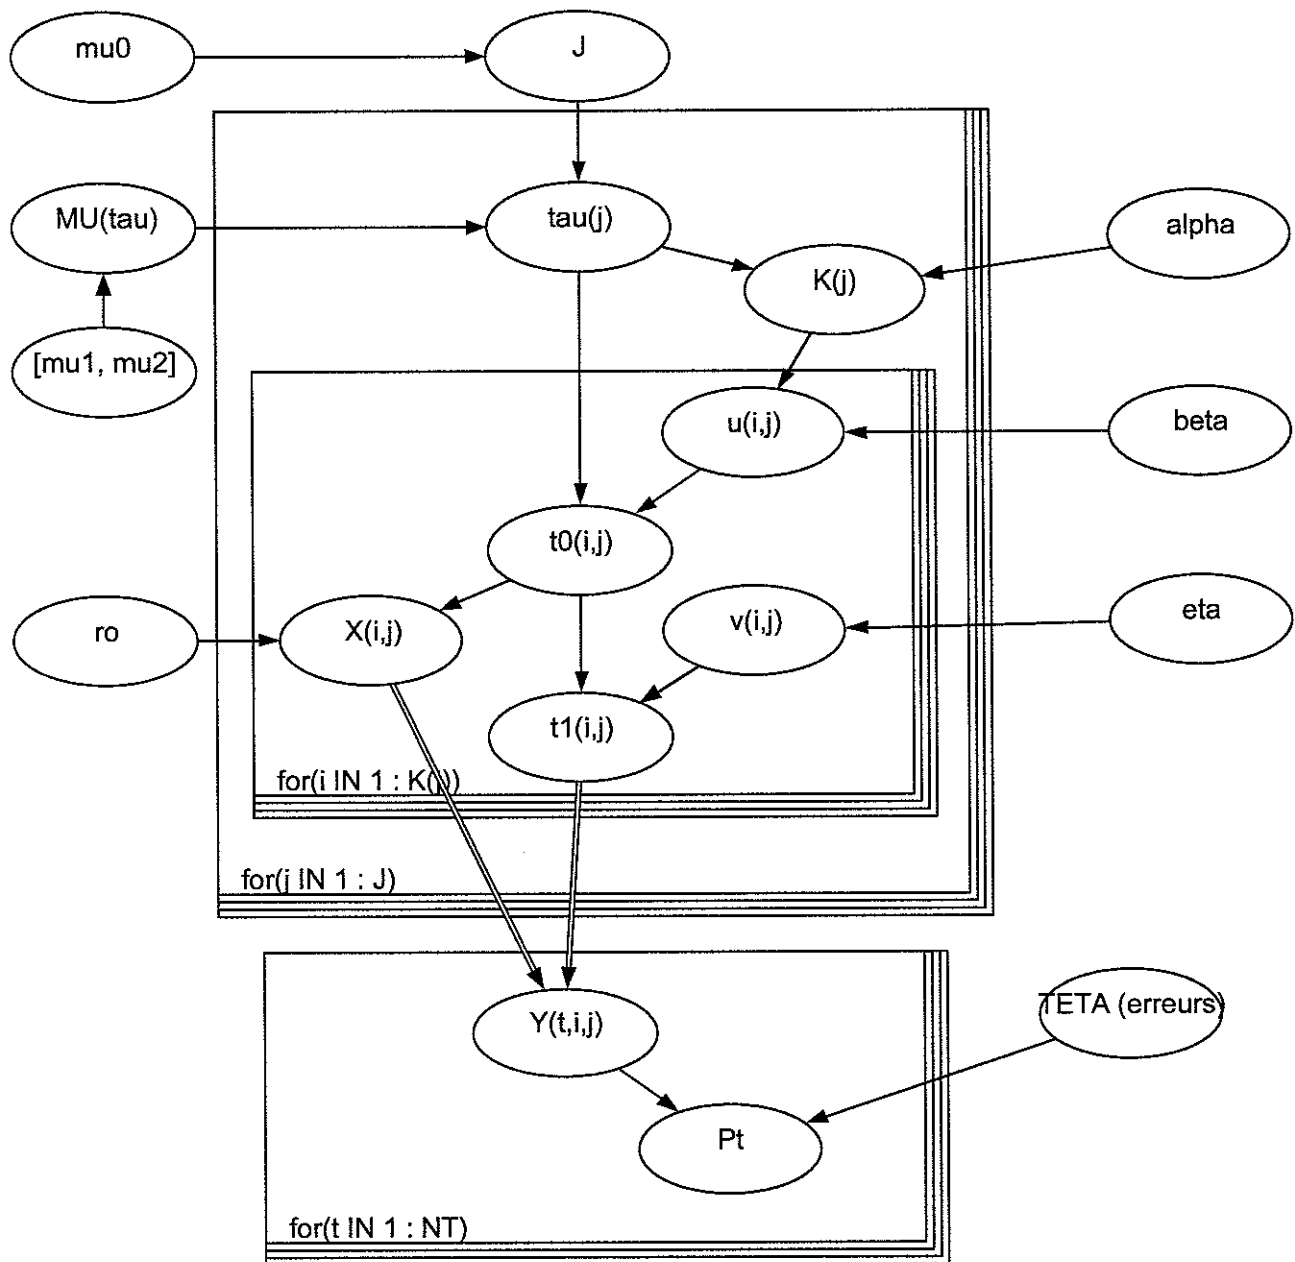 mu0
J
MU(tau)
tau(j)
alpha
K(j)
[mu1, mu2]
u(i,j)
beta
t0(i,j)
ro
X(i,j)
v(i,j)
eta
t1(i,j)
for(i IN 1 : K(j))
for(j IN 1 : J)
Y(t,i,j)
TETA (erreurs)
Pt
for(t IN 1 : NT)